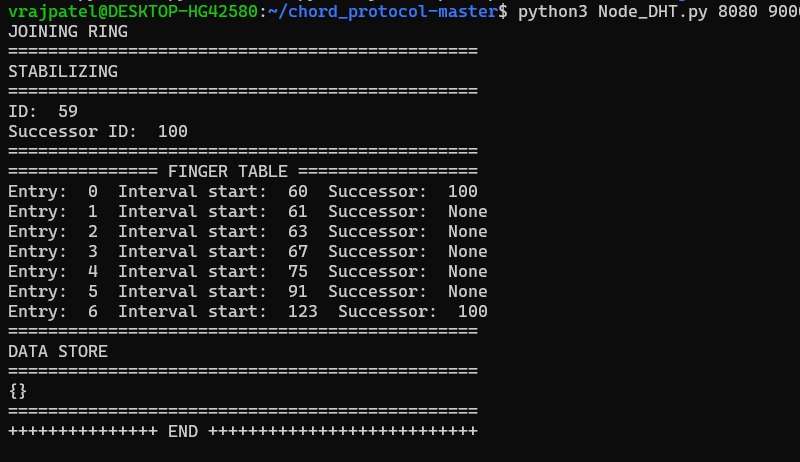 vrajpatel@DESKTOP-HG42580:~/chord_protocol-master$ python3 Node_DHT.py 8080 900
JOINING RING
===============================================
STABILIZING
===============================================
ID:  59
Successor ID:  100
===============================================
=============== FINGER TABLE ==================
Entry:  0  Interval start:  60  Successor:  100
Entry:  1  Interval start:  61  Successor:  None
Entry:  2  Interval start:  63  Successor:  None
Entry:  3  Interval start:  67  Successor:  None
Entry:  4  Interval start:  75  Successor:  None
Entry:  5  Interval start:  91  Successor:  None
Entry:  6  Interval start:  123  Successor:  100
===============================================
DATA STORE
===============================================
{}
===============================================
+++++++++++++++ END +++++++++++++++++++++++++++